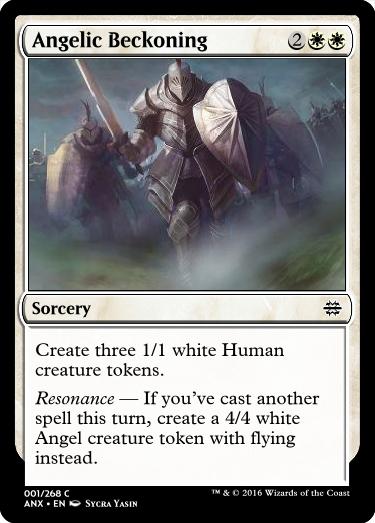 Angelic Beckoning 2
Sorcery
Create three 1/1 white Human
creature tokens.
Resonance — If you've cast another
spell this turn, create a 4/4 white
Angel creature token with flying
instead.
001/268 C
ANX • EN Sycra Yasin
™ & © 2016 Wizards of the Coast